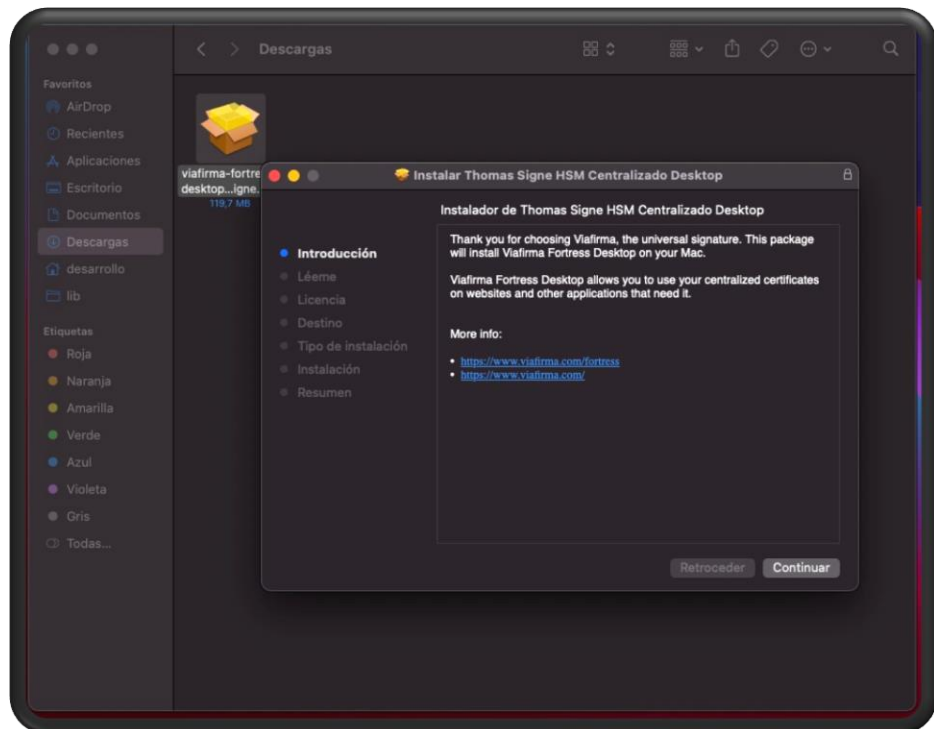 Descargas
Favoritos
AirDrop
Recientes
Aplicaciones
Escritorio
Documentos
Descargas
desarrollo
lib
Etiquetas
Roja
Naranja
Amarilla
Verde
Azul
Violeta
Gris
Todas...
viafirma-fortre
desktop...igne.
119,7 MB
Instalar Thomas Signe HSM Centralizado Desktop
Instalador de Thomas Signe HSM Centralizado Desktop
Introducción
Léeme
Licencia
Destino
Tipo de instalación
Instalación
Resumen
Thank you for choosing Viafirma, the universal signature. This package
will install Viafirma Fortress Desktop on your Mac.
Viafirma Fortress Desktop allows you to use your centralized certificates
on websites and other applications that need it.
More info:
• https://www.viafirma.com/fortress
• https://www.viafirma.com/
Retroceder
Continuar